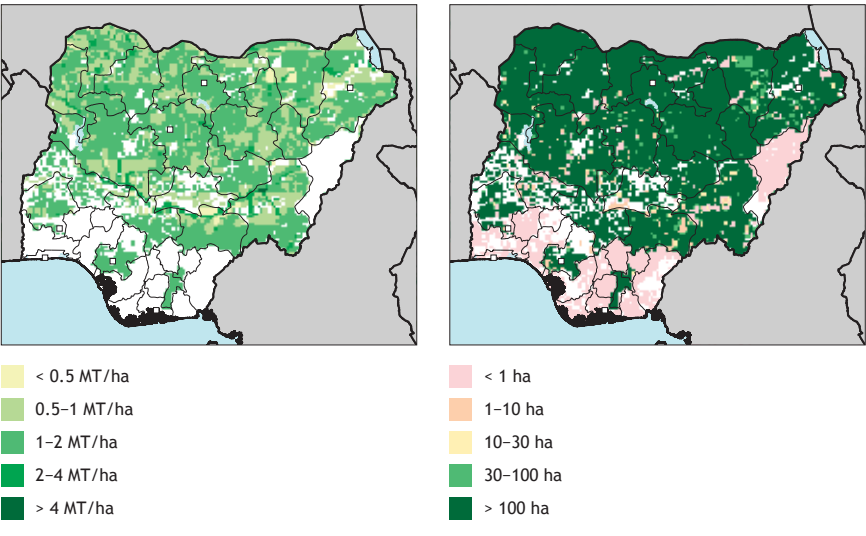 < 0.5 MT/ha
0.5–1 MT/ha
1–2 MT/ha
2–4 MT/ha
> 4 MT/ha
< 1 ha
1–10 ha
10–30 ha
30–100 ha
> 100 ha